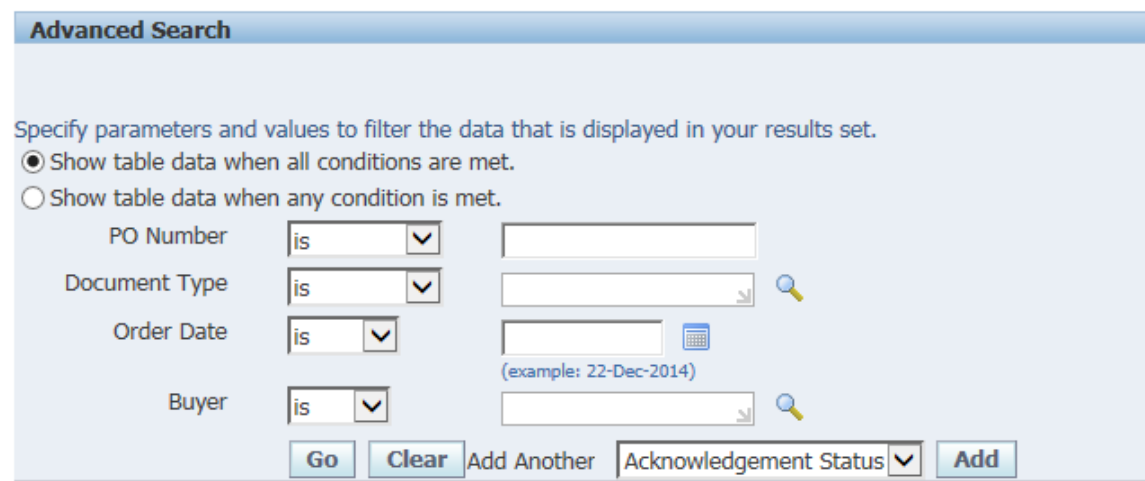 Advanced Search
Specify parameters and values to filter the data that is displayed in your results set.
Show table data when all conditions are met.
Show table data when any condition is met.
PO Number is
Document Type is
Order Date is
(example: 22-Dec-2014)
Buyer is
Go Clear Add Another Acknowledgement Status Add